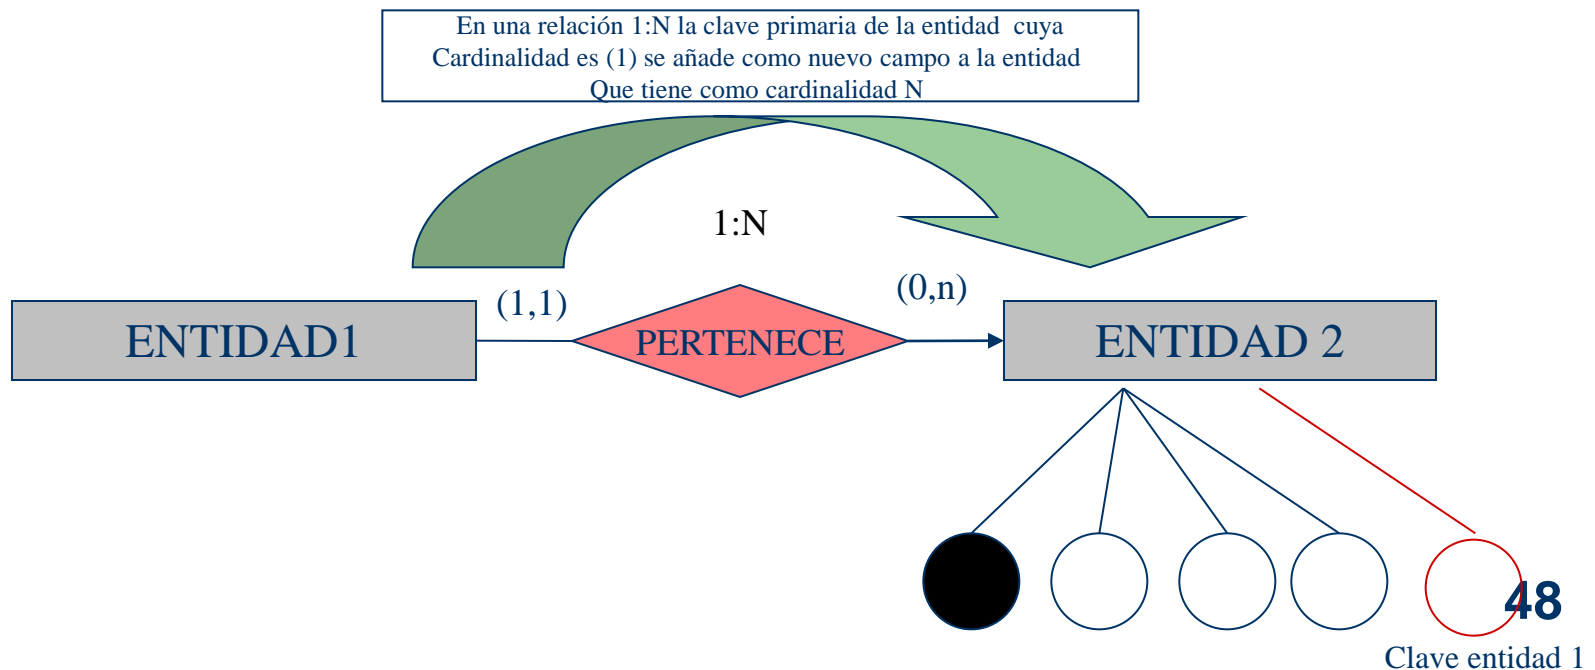 En una relación 1:N la clave primaria de la entidad cuya
Cardinalidad es (1) se añade como nuevo campo a la entidad
Que tiene como cardinalidad N
1:N
(1,1)
(0,n)
ENTIDAD1
PERTENECE
ENTIDAD 2
48
Clave entidad 1